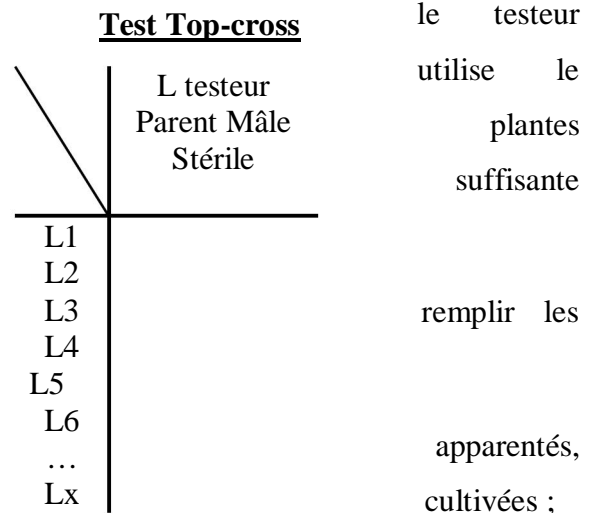 Test Top-cross
L testeur
Parent Mâle
Stérile
L1
L2
L3
L4
L5
L6
…
Lx
le testeur
utilise le
plantes
suffisante
remplir les
apparentés,
cultivées ;